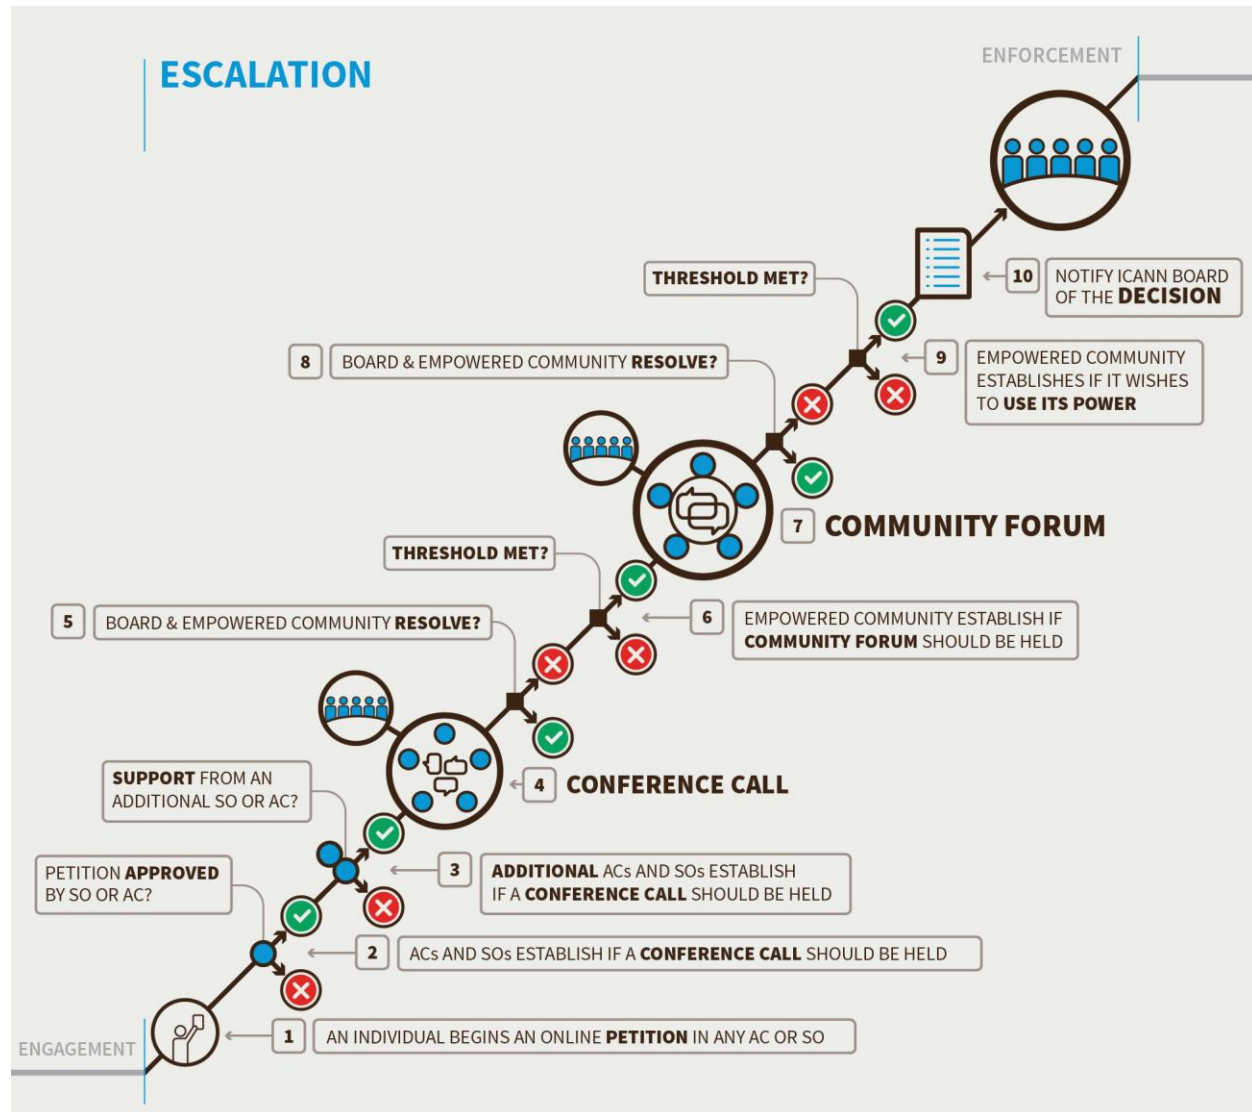 ESCALATION
ENFORCEMENT
THRESHOLD MET?
10 NOTIFY ICANN BOARD
OF THE DECISION
8 BOARD & EMPOWERED COMMUNITY RESOLVE?
9 EMPOWERED COMMUNITY
ESTABLISHES IF IT WISHES
TO USE ITS POWER
7 COMMUNITY FORUM
THRESHOLD MET?
5 BOARD & EMPOWERED COMMUNITY RESOLVE?
6 EMPOWERED COMMUNITY ESTABLISH IF
COMMUNITY FORUM SHOULD BE HELD
SUPPORT FROM AN
ADDITIONAL SO OR AC?
4 CONFERENCE CALL
PETITION APPROVED
BY SO OR AC?
3 ADDITIONAL ACs AND SOs ESTABLISH
IF A CONFERENCE CALL SHOULD BE HELD
2 ACs AND SOs ESTABLISH IF A CONFERENCE CALL SHOULD BE HELD
1 AN INDIVIDUAL BEGINS AN ONLINE PETITION IN ANY AC OR SO
ENGAGEMENT